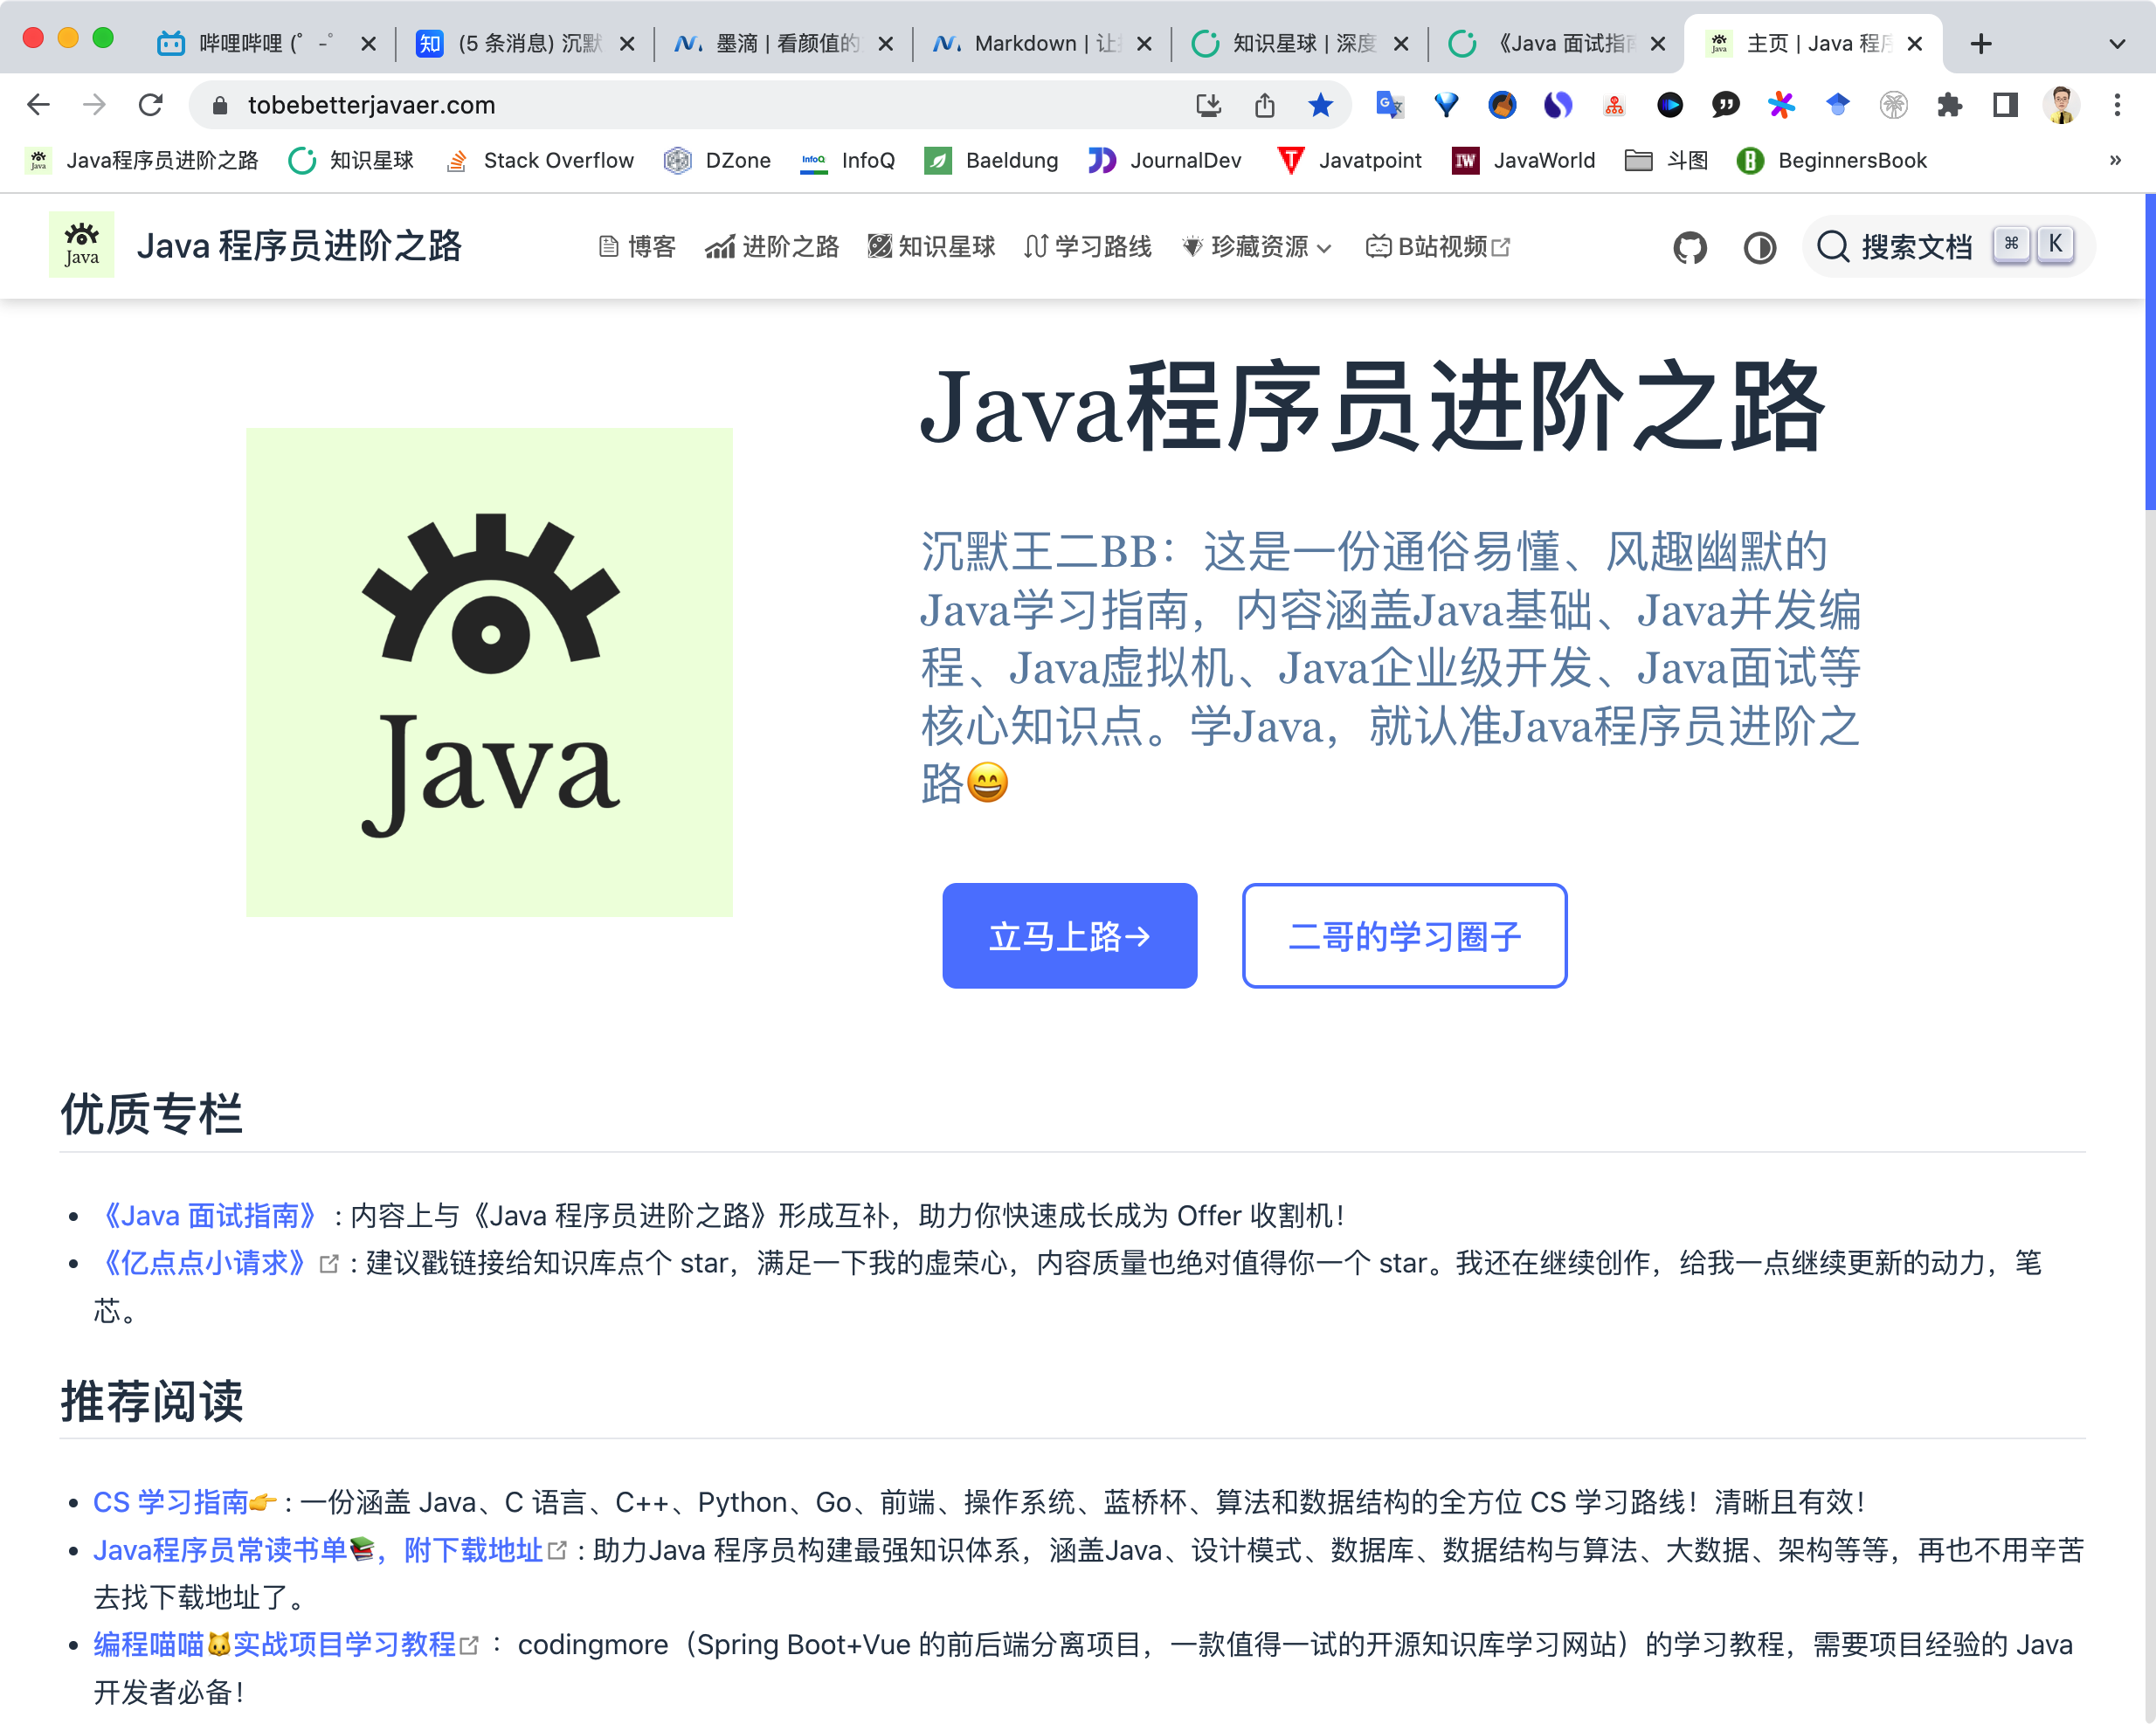 哔哩哔哩 (゜-゜
(5 条消息) 沉默
墨滴 | 看颜值的
Markdown | 让
知识星球 | 深度
《Java 面试指
主页 | Java 程
tobebetterjavaer.com
Java程序员进阶之路
知识星球
Stack Overflow
DZone
InfoQ
Baeldung
JournalDev
Javatpoint
JavaWorld
斗图
BeginnersBook
»
Java
Java 程序员进阶之路
博客
进阶之路
知识星球
学习路线
珍藏资源
B站视频
搜索文档 ⌘ K
Java
Java程序员进阶之路
沉默王二BB：这是一份通俗易懂、风趣幽默的
Java学习指南，内容涵盖Java基础、Java并发编
程、Java虚拟机、Java企业级开发、Java面试等
核心知识点。学Java，就认准Java程序员进阶之
路😄
立马上路→
二哥的学习圈子
优质专栏
• 《Java 面试指南》 : 内容上与《Java 程序员进阶之路》形成互补，助力你快速成长成为 Offer 收割机！
• 《亿点点小请求》 : 建议戳链接给知识库点个 star，满足一下我的虚荣心，内容质量也绝对值得你一个 star。我还在继续创作，给我一点继续更新的动力，笔
芯。
推荐阅读
• CS 学习指南👉 : 一份涵盖 Java、C 语言、C++、Python、Go、前端、操作系统、蓝桥杯、算法和数据结构的全方位 CS 学习路线！清晰且有效！
• Java程序员常读书单📚，附下载地址 : 助力Java 程序员构建最强知识体系，涵盖Java、设计模式、数据库、数据结构与算法、大数据、架构等等，再也不用辛苦
去找下载地址了。
• 编程喵喵🐱实战项目学习教程 ： codingmore（Spring Boot+Vue 的前后端分离项目，一款值得一试的开源知识库学习网站）的学习教程，需要项目经验的 Java
开发者必备！